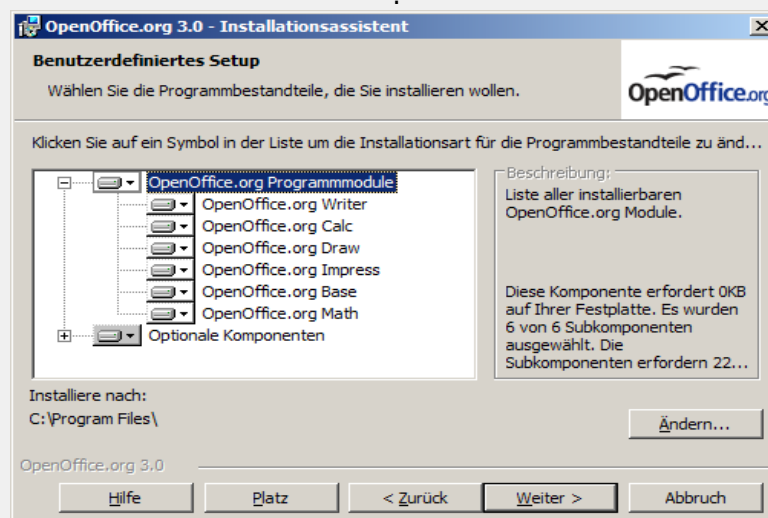 OpenOffice.org 3.0 - Installationsassistent
Benutzerdefiniertes Setup
Wählen Sie die Programmbestandteile, die Sie installieren wollen.
OpenOffice.org
Klicken Sie auf ein Symbol in der Liste um die Installationsart für die Programmbestandteile zu änd...
OpenOffice.org Programmmodule
OpenOffice.org Writer
OpenOffice.org Calc
OpenOffice.org Draw
OpenOffice.org Impress
OpenOffice.org Base
OpenOffice.org Math
Optionale Komponenten
Beschreibung:
Liste aller installierbaren
OpenOffice.org Module.
Diese Komponente erfordert 0KB
auf Ihrer Festplatte. Es wurden
6 von 6 Subkomponenten
ausgewählt. Die
Subkomponenten erfordern 22...
Installiere nach:
C:\Program Files\
Ändern...
OpenOffice.org 3.0
Hilfe
Platz
< Zurück
Weiter >
Abbruch